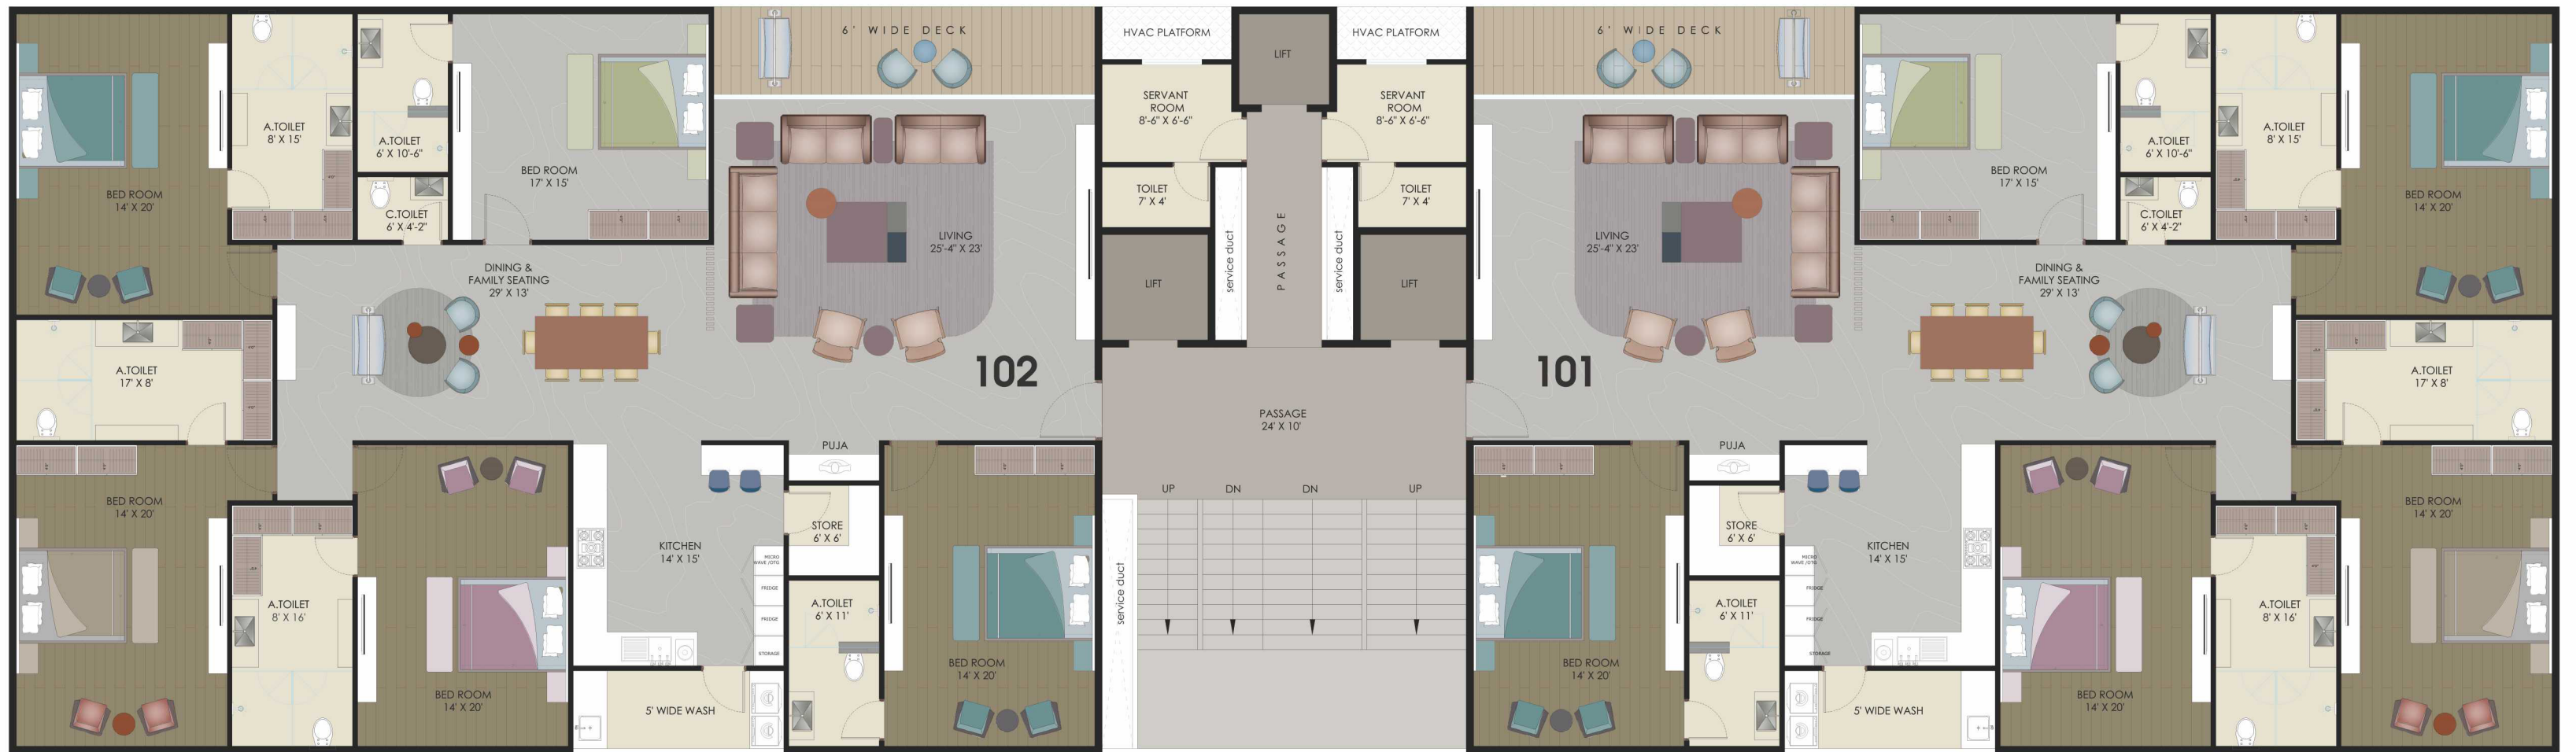 6' WIDE DECK
HVAC PLATFORM
LIFT
HVAC PLATFORM
6' WIDE DECK
A.TOILET
8' X 15'
A.TOILET
6' X 10'-6"
BED ROOM
17' X 15'
SERVANT
ROOM
8'-6" X 6'-6"
SERVANT
ROOM
8'-6" X 6'-6"
BED ROOM
17' X 15'
A.TOILET
6' X 10'-6"
A.TOILET
8' X 15'
BED ROOM
14' X 20'
C.TOILET
6' X 4'-2"
LIVING
25'-4" X 23'
TOILET
7' X 4'
service duct
PASSAGE
service duct
TOILET
7' X 4'
LIVING
25'-4" X 23'
C.TOILET
6' X 4'-2"
BED ROOM
14' X 20'
DINING &
FAMILY SEATING
29' X 13'
LIFT
LIFT
DINING &
FAMILY SEATING
29' X 13'
A.TOILET
17' X 8'
102
101
A.TOILET
17' X 8'
PASSAGE
24' X 10'
PUJA
PUJA
BED ROOM
14' X 20'
UP
DN
DN
UP
BED ROOM
14' X 20'
STORE
6' X 6'
STORE
6' X 6'
KITCHEN
14' X 15'
MICRO
WAVE /OTG
FRIDGE
FRIDGE
STORAGE
service duct
MICRO
WAVE /OTG
FRIDGE
FRIDGE
STORAGE
KITCHEN
14' X 15'
A.TOILET
8' X 16'
A.TOILET
6' X 11'
A.TOILET
6' X 11'
A.TOILET
8' X 16'
BED ROOM
14' X 20'
BED ROOM
14' X 20'
BED ROOM
14' X 20'
BED ROOM
14' X 20'
5' WIDE WASH
5' WIDE WASH